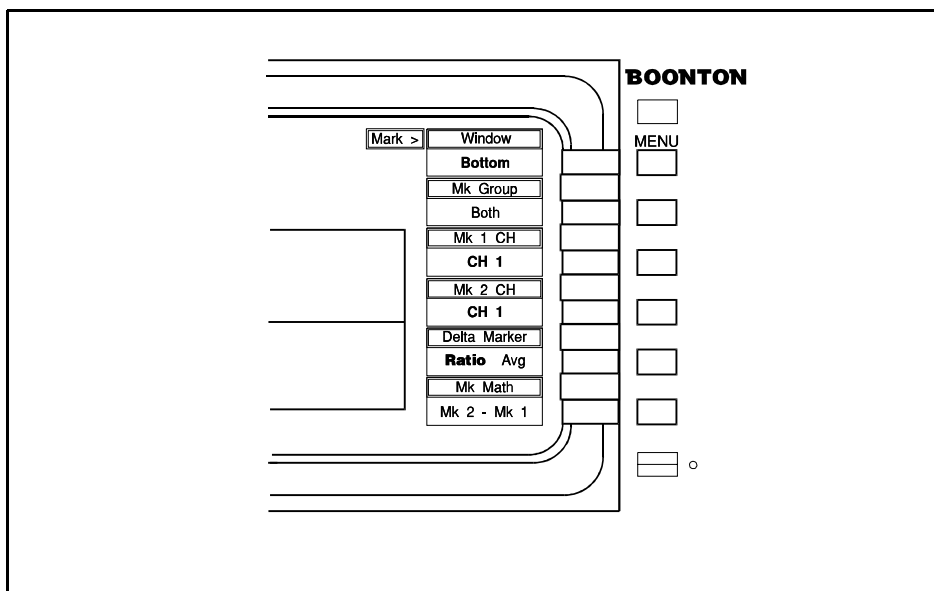 BOONTON
MENU
Mark >
Window
Bottom
Mk Group
Both
Mk 1 CH
CH 1
Mk 2 CH
CH 1
Delta Marker
Ratio Avg
Mk Math
Mk 2 - Mk 1